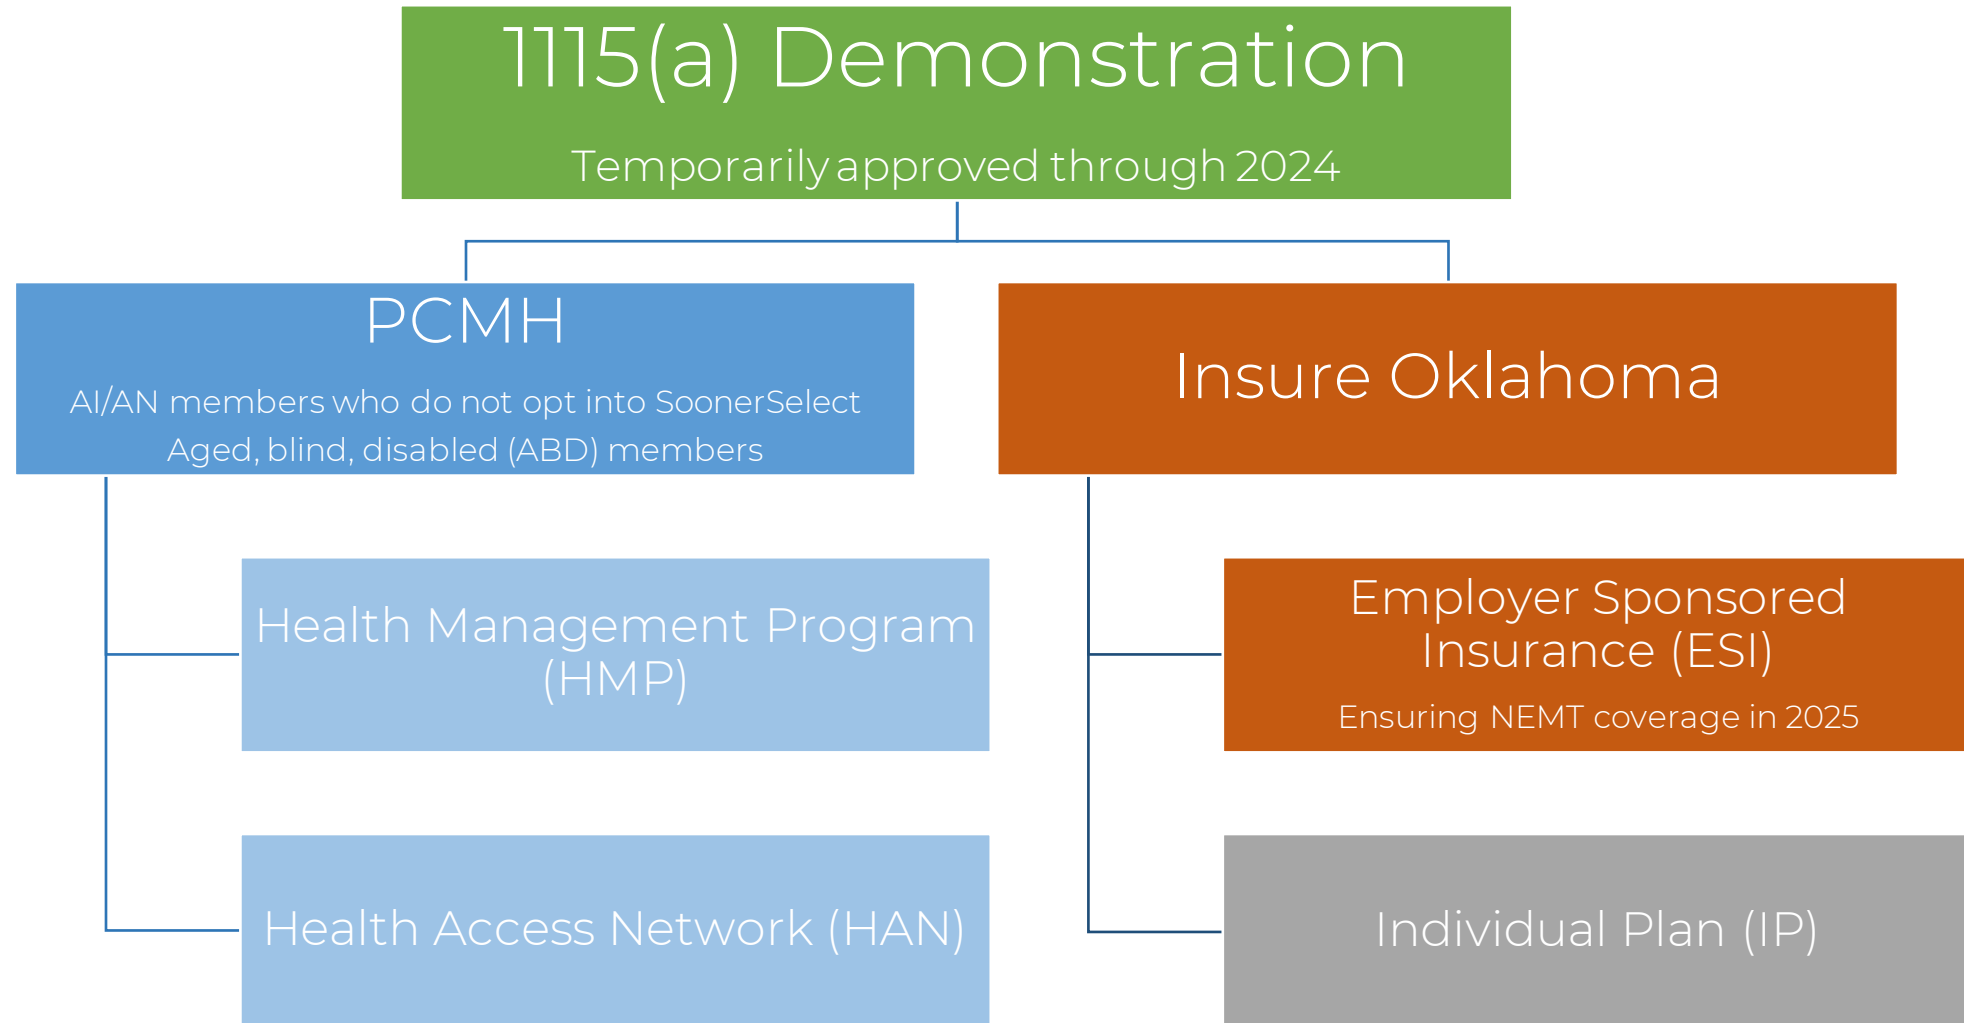 1115(a) Demonstration
Temporarily approved through 2024
PCMH
AI/AN members who do not opt into SoonerSelect
Aged, blind, disabled (ABD) members
Insure Oklahoma
Health Management Program
(HMP)
Employer Sponsored
Insurance (ESI)
Ensuring NEMT coverage in 2025
Health Access Network (HAN)
Individual Plan (IP)